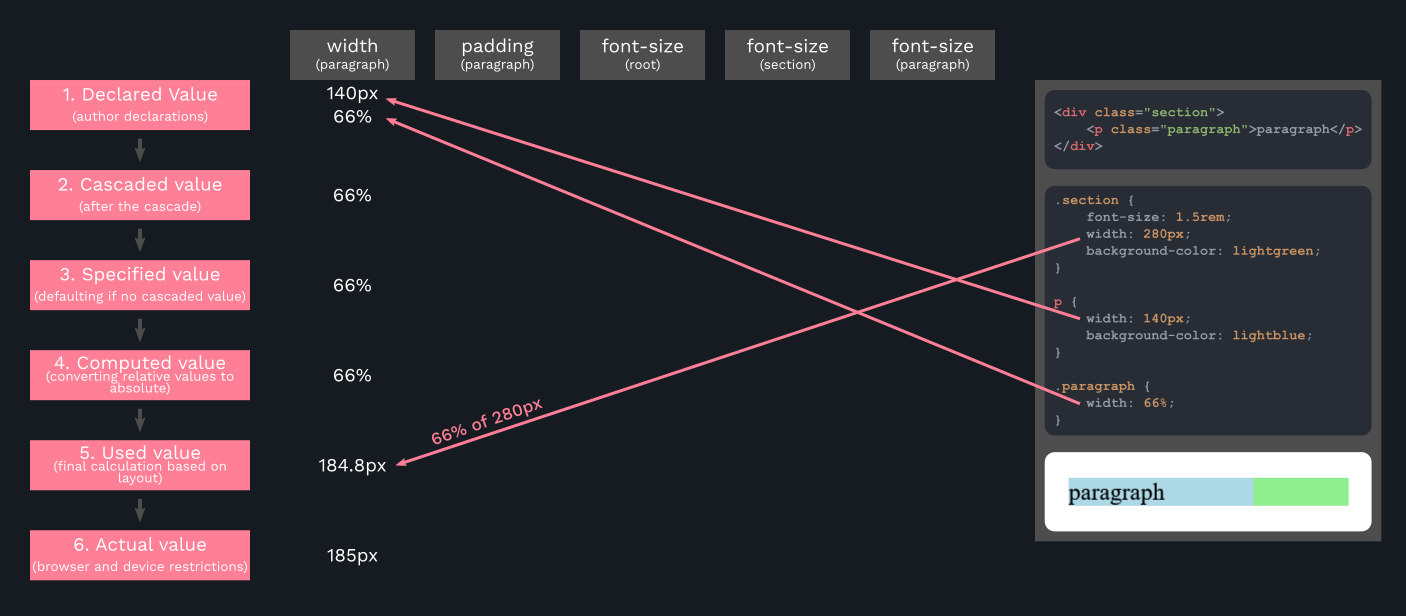 width
(paragraph)
padding
(paragraph)
font-size
(root)
font-size
(section)
font-size
(paragraph)
1. Declared Value
(author declarations)
140px
66%
2. Cascaded value
(after the cascade)
66%
3. Specified value
(defaulting if no cascaded value)
66%
4. Computed value
(converting relative values to
absolute)
66%
5. Used value
(final calculation based on
layout)
184.8px
66% of 280px
6. Actual value
(browser and device restrictions)
185px
<div class="section">
    <p class="paragraph">paragraph</p>
</div>
.section {
    font-size: 1.5rem;
    width: 280px;
    background-color: lightgreen;
}
p {
    width: 140px;
    background-color: lightblue;
}
.paragraph {
    width: 66%;
}
paragraph